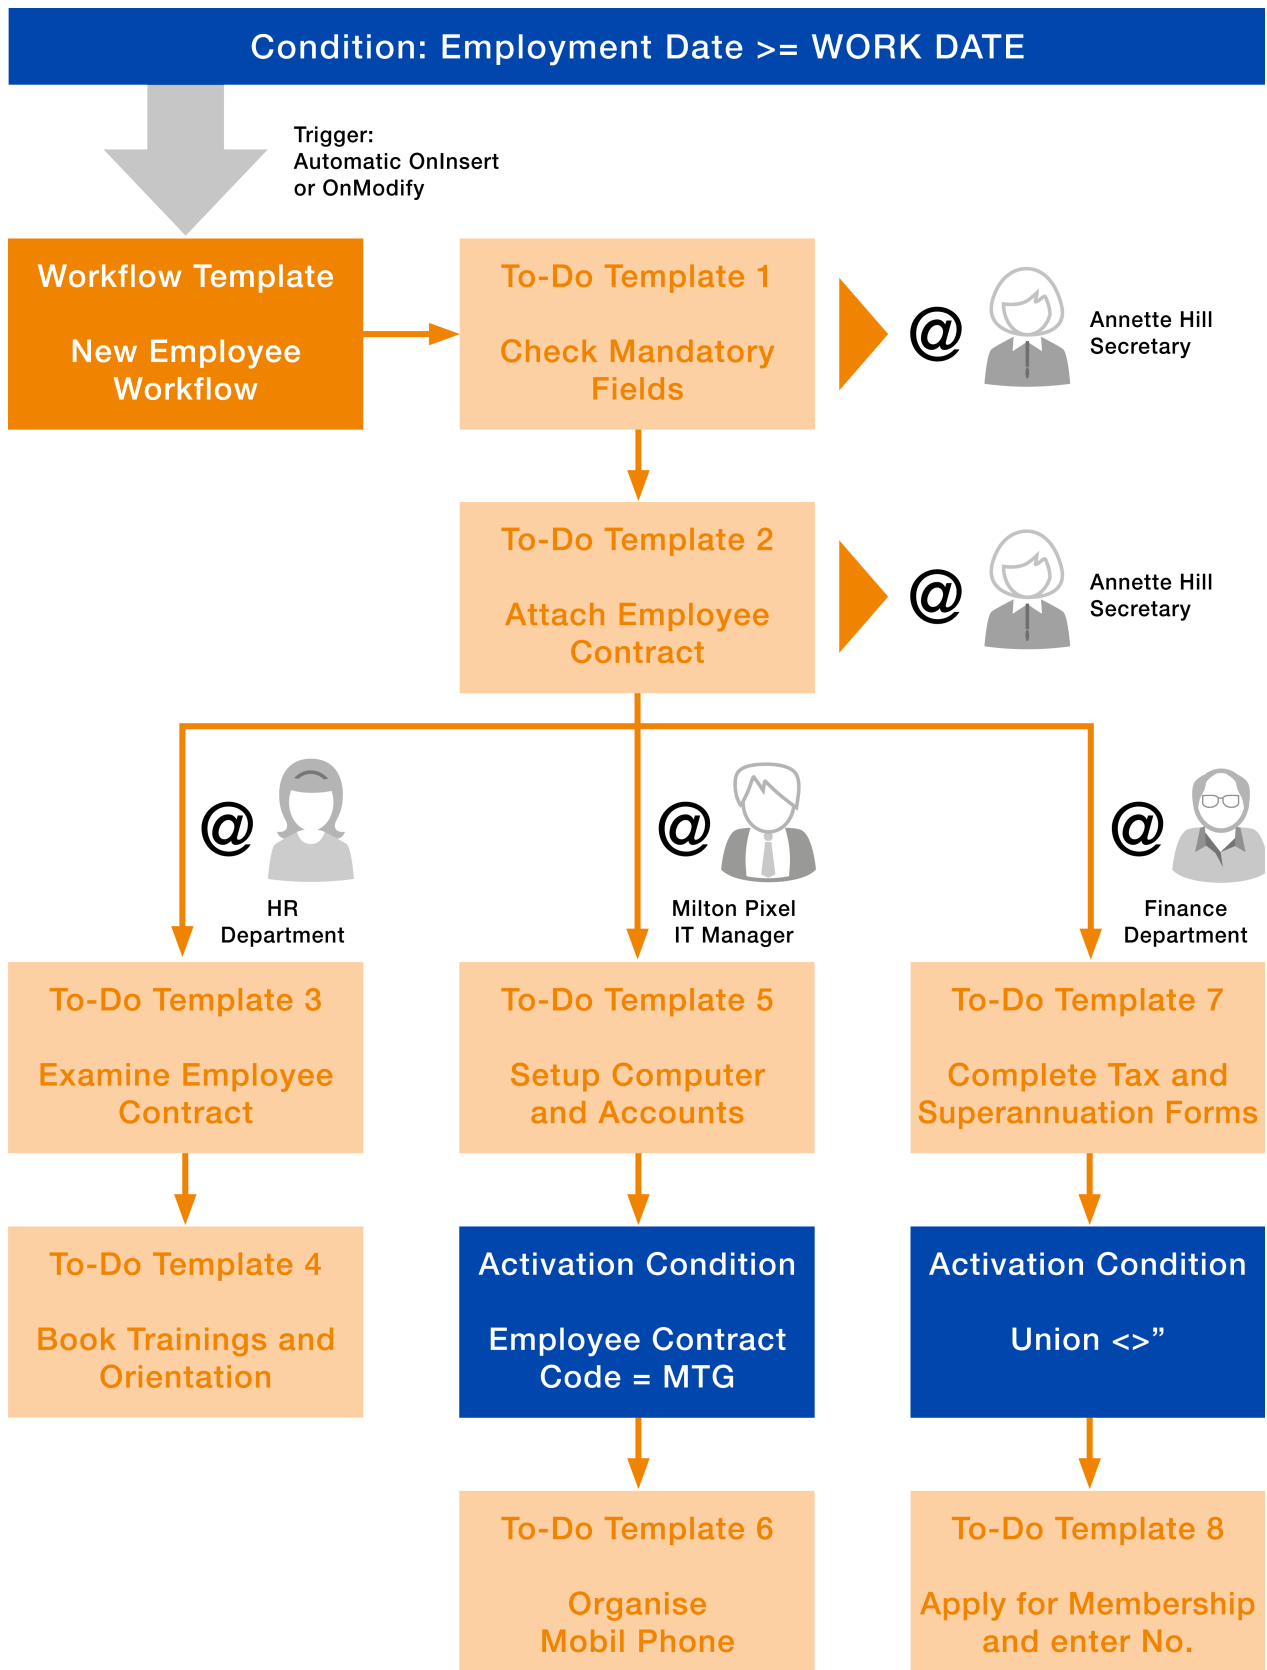 Condition: Employment Date >= WORK DATE
Trigger:
Automatic OnInsert
or OnModify
Workflow Template
New Employee
Workflow
To-Do Template 1
Check Mandatory
Fields
@
Annette Hill
Secretary
To-Do Template 2
Attach Employee
Contract
@
Annette Hill
Secretary
@
HR
Department
@
Milton Pixel
IT Manager
@
Finance
Department
To-Do Template 3
Examine Employee
Contract
To-Do Template 5
Setup Computer
and Accounts
To-Do Template 7
Complete Tax and
Superannuation Forms
To-Do Template 4
Book Trainings and
Orientation
Activation Condition
Employee Contract
Code = MTG
Activation Condition
Union <>”
To-Do Template 6
Organise
Mobil Phone
To-Do Template 8
Apply for Membership
and enter No.